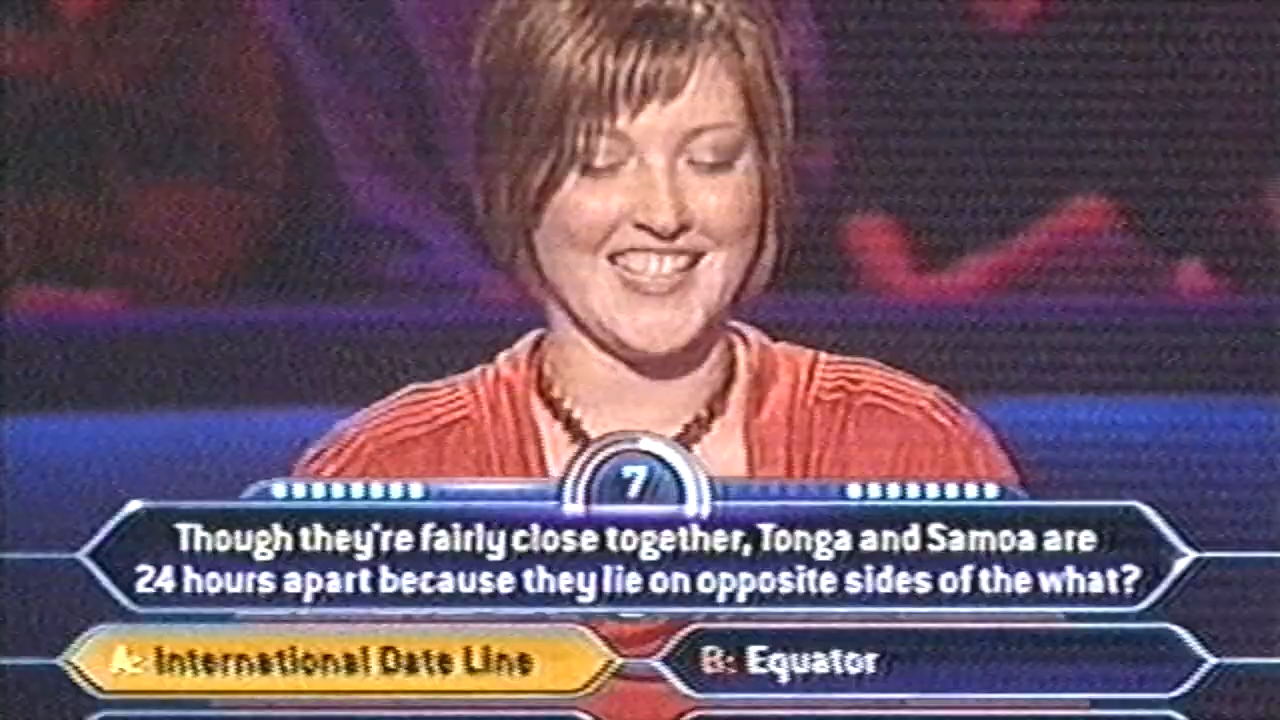 7
Though they're fairly close together, Tonga and Samoa are
24 hours apart because they lie on opposite sides of the what?
A: International Date Line
B: Equator